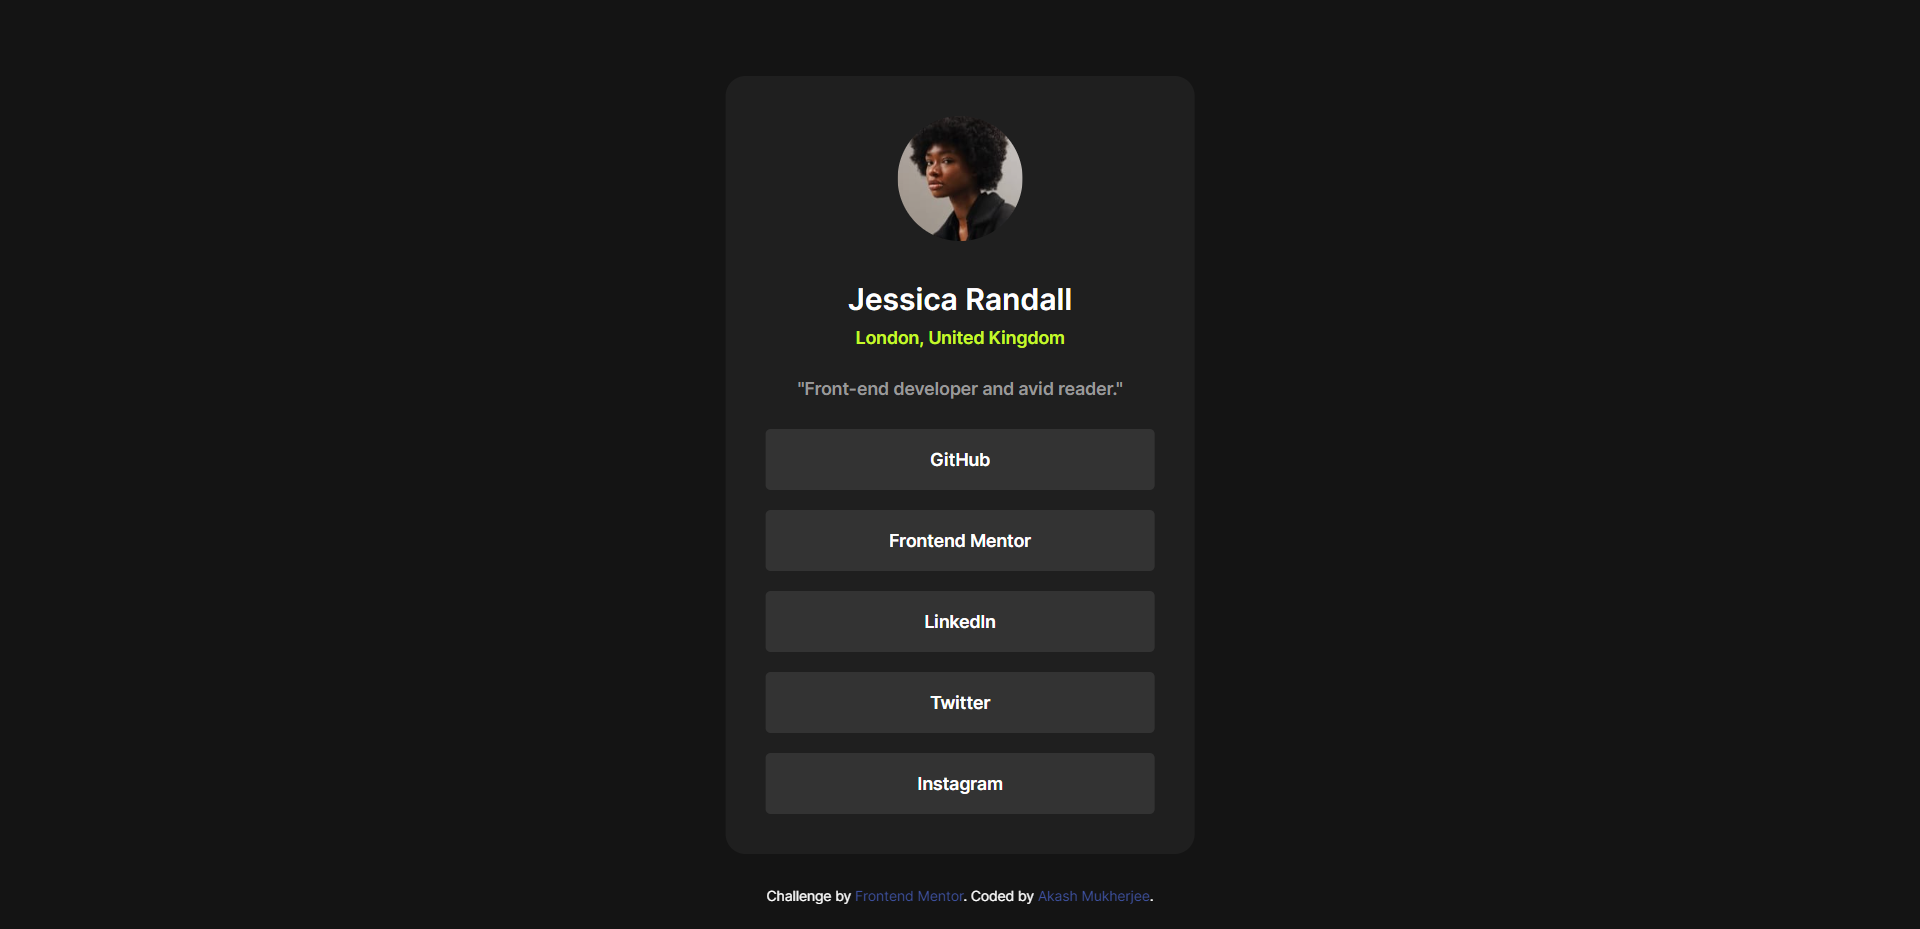 Jessica Randall
London, United Kingdom
"Front-end developer and avid reader."
GitHub
Frontend Mentor
LinkedIn
Twitter
Instagram
Challenge by Frontend Mentor. Coded by Akash Mukherjee.